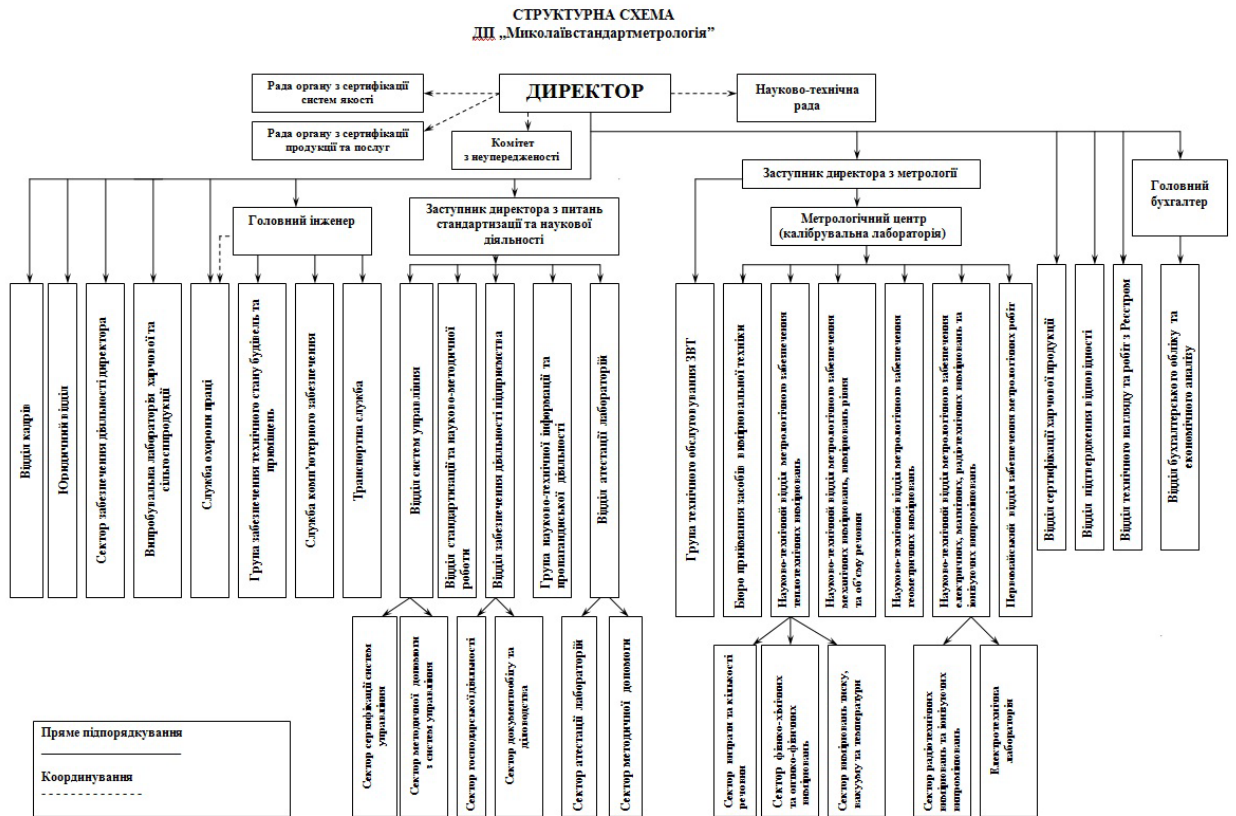 СТРУКТУРНА СХЕМА
ДП „Миколаївстандартметрологія”
Рада органу з сертифікації
систем якості
ДИРЕКТОР
Науково-технічна
рада
Рада органу з сертифікації
продукції та послуг
Комітет
з неупередженості
Заступник директора з метрології
Головний
бухгалтер
Головний інженер
Заступник директора з питань
стандартизації та наукової
діяльності
Метрологічний центр
(калібрувальна лабораторія)
Відділ кадрів
Юридичний відділ
Сектор забезпечення діяльності директора
Випробувальна лабораторія харчової та
сільгосппродукції
Служба охорони праці
Група забезпечення технічного стану будівель та
приміщень
Служба комп'ютерного забезпечення
Транспортна служба
Відділ систем управління
Відділ стандартизації та науково-методичної
роботи
Відділ забезпечення діяльності підприємства
Група науково-технічної інформації та
пропагандистської діяльності
Відділ атестації лабораторій
Група технічного обслуговування ЗВТ
Бюро приймання засобів вимірювальної техніки
Науково-технічний відділ метрологічного забезпечення
теплотехнічних вимірювань
Науково-технічний відділ метрологічного забезпечення
механічних вимірювань, вимірювань рівня
та об'єму речовин
Науково-технічний відділ метрологічного забезпечення
геометричних вимірювань
Науково-технічний відділ метрологічного забезпечення
електричних, магнітних, радіотехнічних вимірювань та
іонізуючих випромінювань
Первомайський відділ забезпечення метрологічних робіт
Відділ сертифікації харчової продукції
Відділ підтвердження відповідності
Відділ технічного нагляду та робіт з Реєстром
Відділ бухгалтерського обліку та
економічного аналізу
Сектор сертифікації систем
управління
Сектор методичної допомоги
з систем управління
Сектор господарської діяльності
Сектор документообігу та
діловодства
Сектор атестації лабораторій
Сектор методичної допомоги
Сектор витрати та кількості
речовин
Сектор фізико-хімічних
та оптико-фізичних
вимірювань
Сектор вимірювань тиску,
вакууму та температури
Сектор радіотехнічних
вимірювань та іонізуючих
випромінювань
Електротехнічна
лабораторія
Пряме підпорядкування
Координування